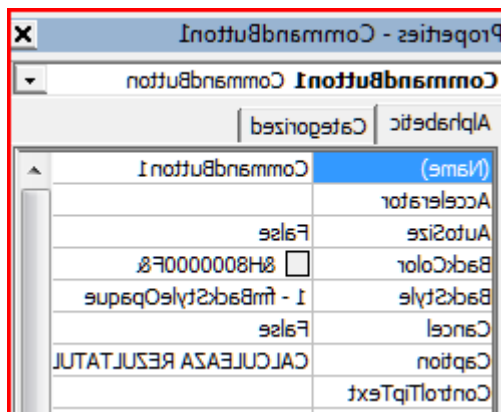 Properties - CommandButton1
CommandButton1 CommandButton
Alphabetic Categorized
(Name) CommandButton1
Accelerator
AutoSize False
BackColor &H8000000F&
BackStyle 1 - fmBackStyleOpaque
Cancel False
Caption CALCULEAZA REZULTATUL
ControlTipText